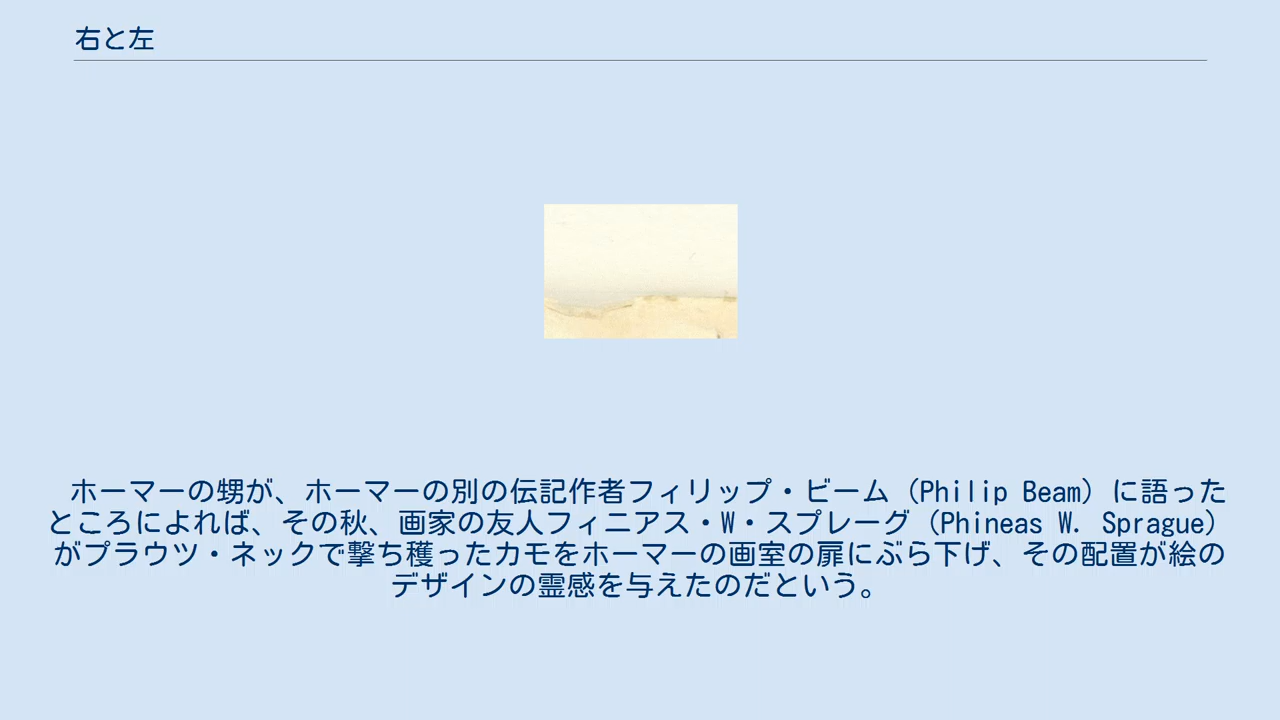 右と左
ホーマーの甥が、ホーマーの別の伝記作者フィリップ・ビーム（Philip Beam）に語った
ところによれば、その秋、画家の友人フィニアス・W・スプレーグ（Phineas W. Sprague）
がプラウツ・ネックで撃ち穫ったカモをホーマーの画室の扉にぶら下げ、その配置が絵の
デザインの霊感を与えたのだという。